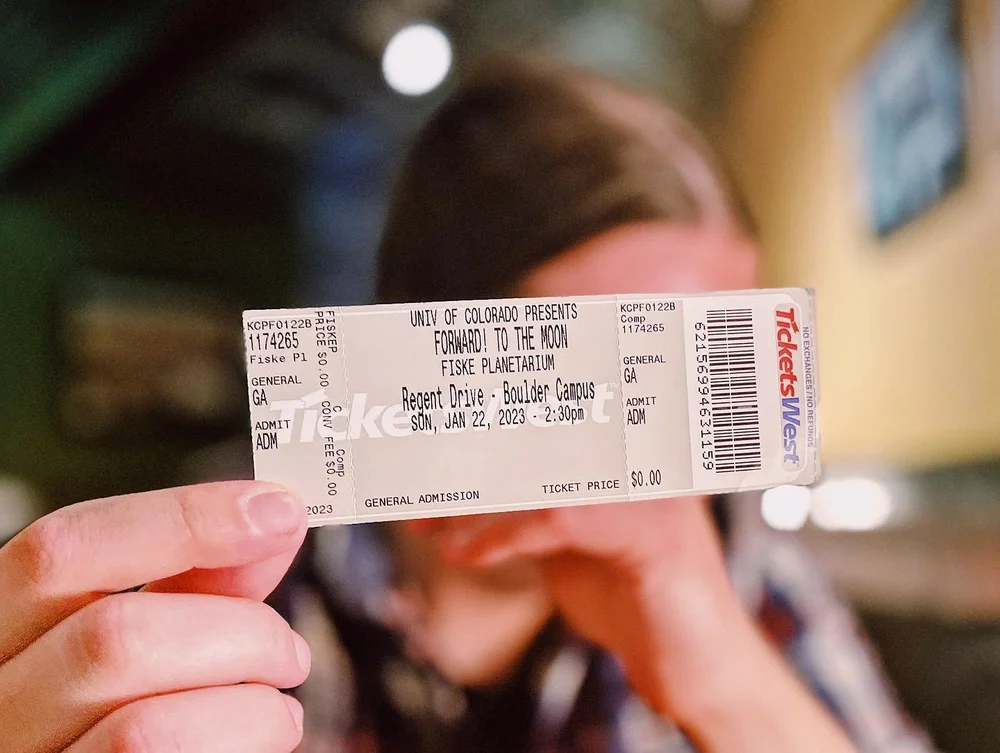 KCPF0122B
1174265
Fiske Pl
GENERAL
GA
ADMIT
ADM
FISKEP C Comp
PRICE $0.00 CONV FEE $0.00
2023
UNIV OF COLORADO PRESENTS
FORWARD! TO THE MOON
FISKE PLANETARIUM
Regent Drive - Boulder Campus
SUN, JAN 22, 2023 2:30pm
TicketsWest
GENERAL ADMISSION
TICKET PRICE $0.00
KCPF0122B
Comp
1174265
GENERAL
GA
ADMIT
ADM
62156994631159
TicketsWest
NO EXCHANGES / NO REFUNDS